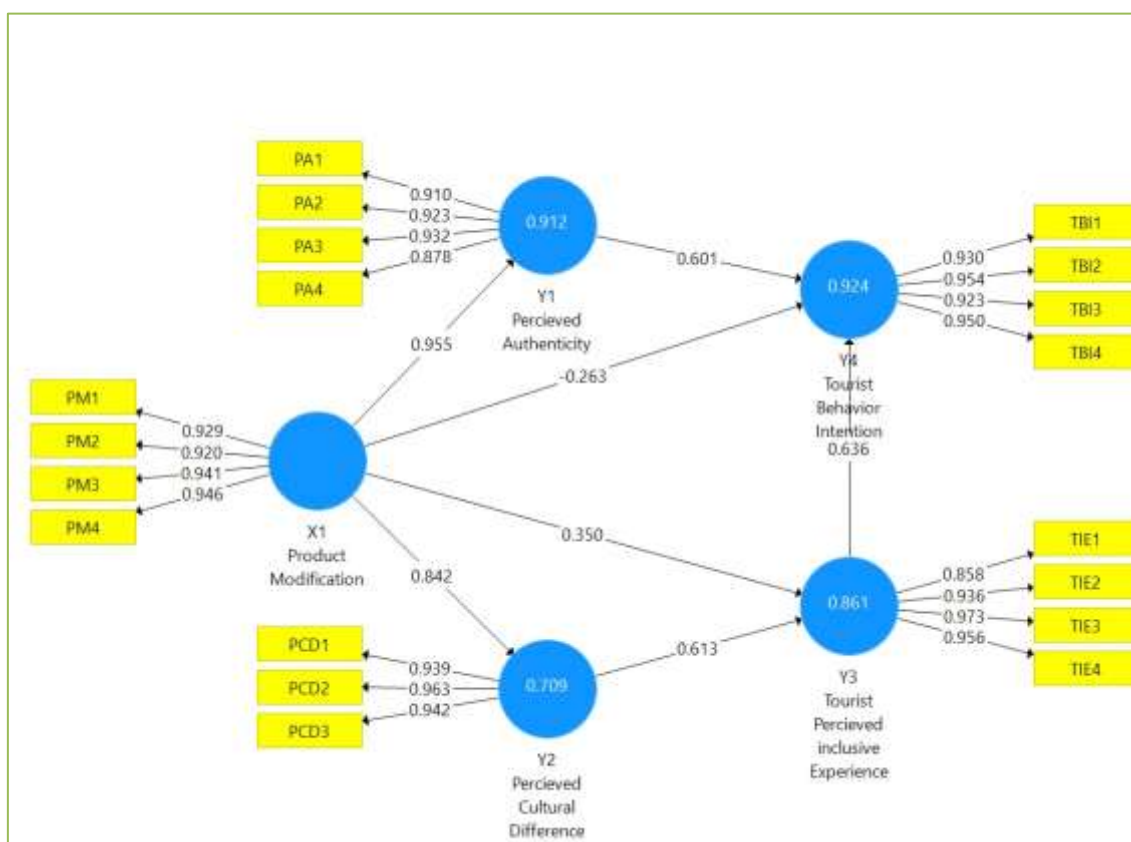 PA1
PA2
PA3
PA4
0.910
0.923
0.932
0.878
0.912
Y1
Percieved
Authenticity
0.601
TBI1
TBI2
TBI3
TBI4
0.930
0.954
0.923
0.950
0.924
Y4
Tourist
Behavior
Intention
0.955
-0.263
0.636
PM1
PM2
PM3
PM4
0.929
0.920
0.941
0.946
X1
Product
Modification
0.350
0.842
TIE1
TIE2
TIE3
TIE4
0.858
0.936
0.973
0.956
0.861
Y3
Tourist
Percieved
inclusive
Experience
0.613
PCD1
PCD2
PCD3
0.939
0.963
0.942
0.709
Y2
Percieved
Cultural
Difference